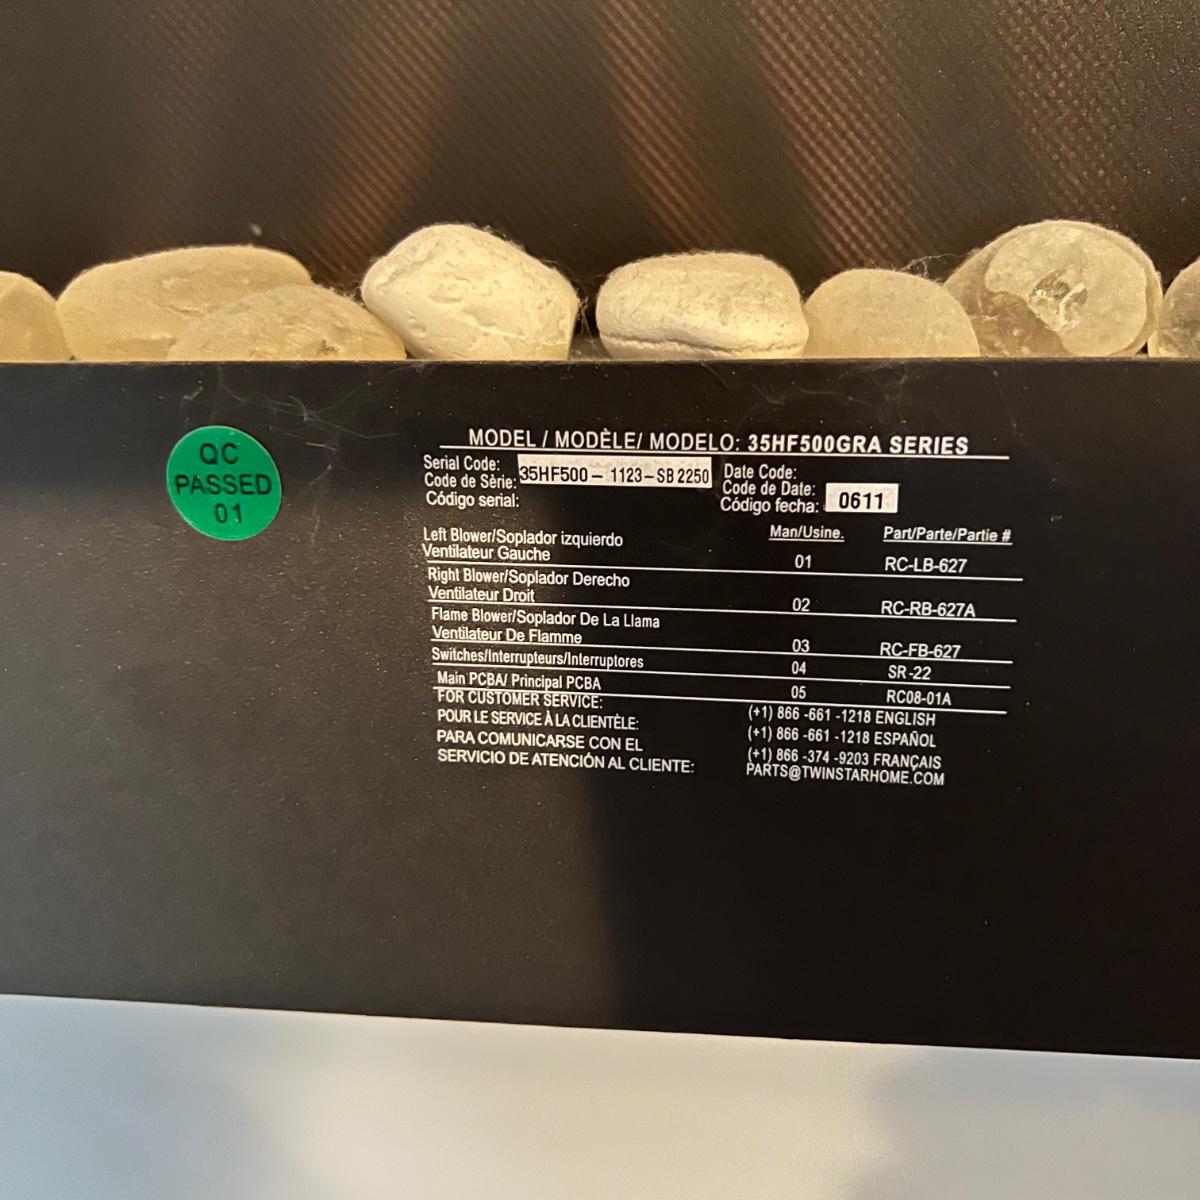 QC
PASSED
01
MODEL / MODÈLE/ MODELO: 35HF500GRA SERIES
Serial Code:
Code de Sèrie:
Código serial:
35HF500 - 1123-SB 2250
Date Code:
Code de Date:
Código fecha:
0611
Man/Usine. Part/Parte/Partie #
Left Blower/Soplador izquierdo
Ventilateur Gauche 01 RC-LB-627
Right Blower/Soplador Derecho
Ventilateur Droit 02 RC-RB-627A
Flame Blower/Soplador De La Llama
Ventilateur De Flamme 03 RC-FB-627
Switches/Interrupteurs/Interruptores 04 SR-22
Main PCBA/ Principal PCBA 05 RC08-01A
FOR CUSTOMER SERVICE: (+1) 866 -661 -1218 ENGLISH
POUR LE SERVICE À LA CLIENTÈLE: (+1) 866 -661 -1218 ESPAÑOL
PARA COMUNICARSE CON EL (+1) 866 -374 -9203 FRANÇAIS
SERVICIO DE ATENCIÓN AL CLIENTE: PARTS@TWINSTARHOME.COM